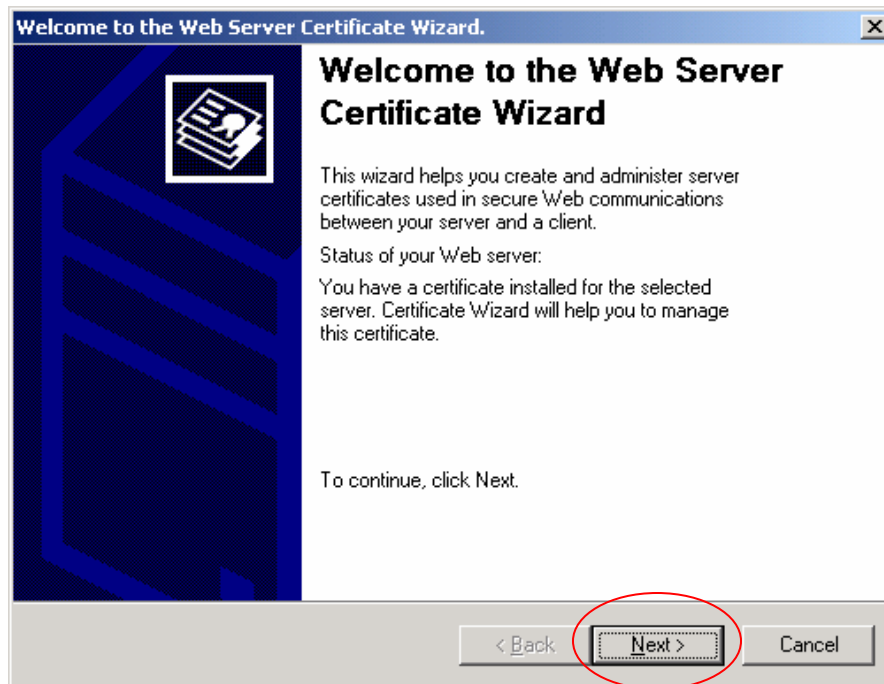 Welcome to the Web Server Certificate Wizard.
Welcome to the Web Server
Certificate Wizard
This wizard helps you create and administer server
certificates used in secure Web communications
between your server and a client.
Status of your Web server:
You have a certificate installed for the selected
server. Certificate Wizard will help you to manage
this certificate.
To continue, click Next.
< Back Next > Cancel